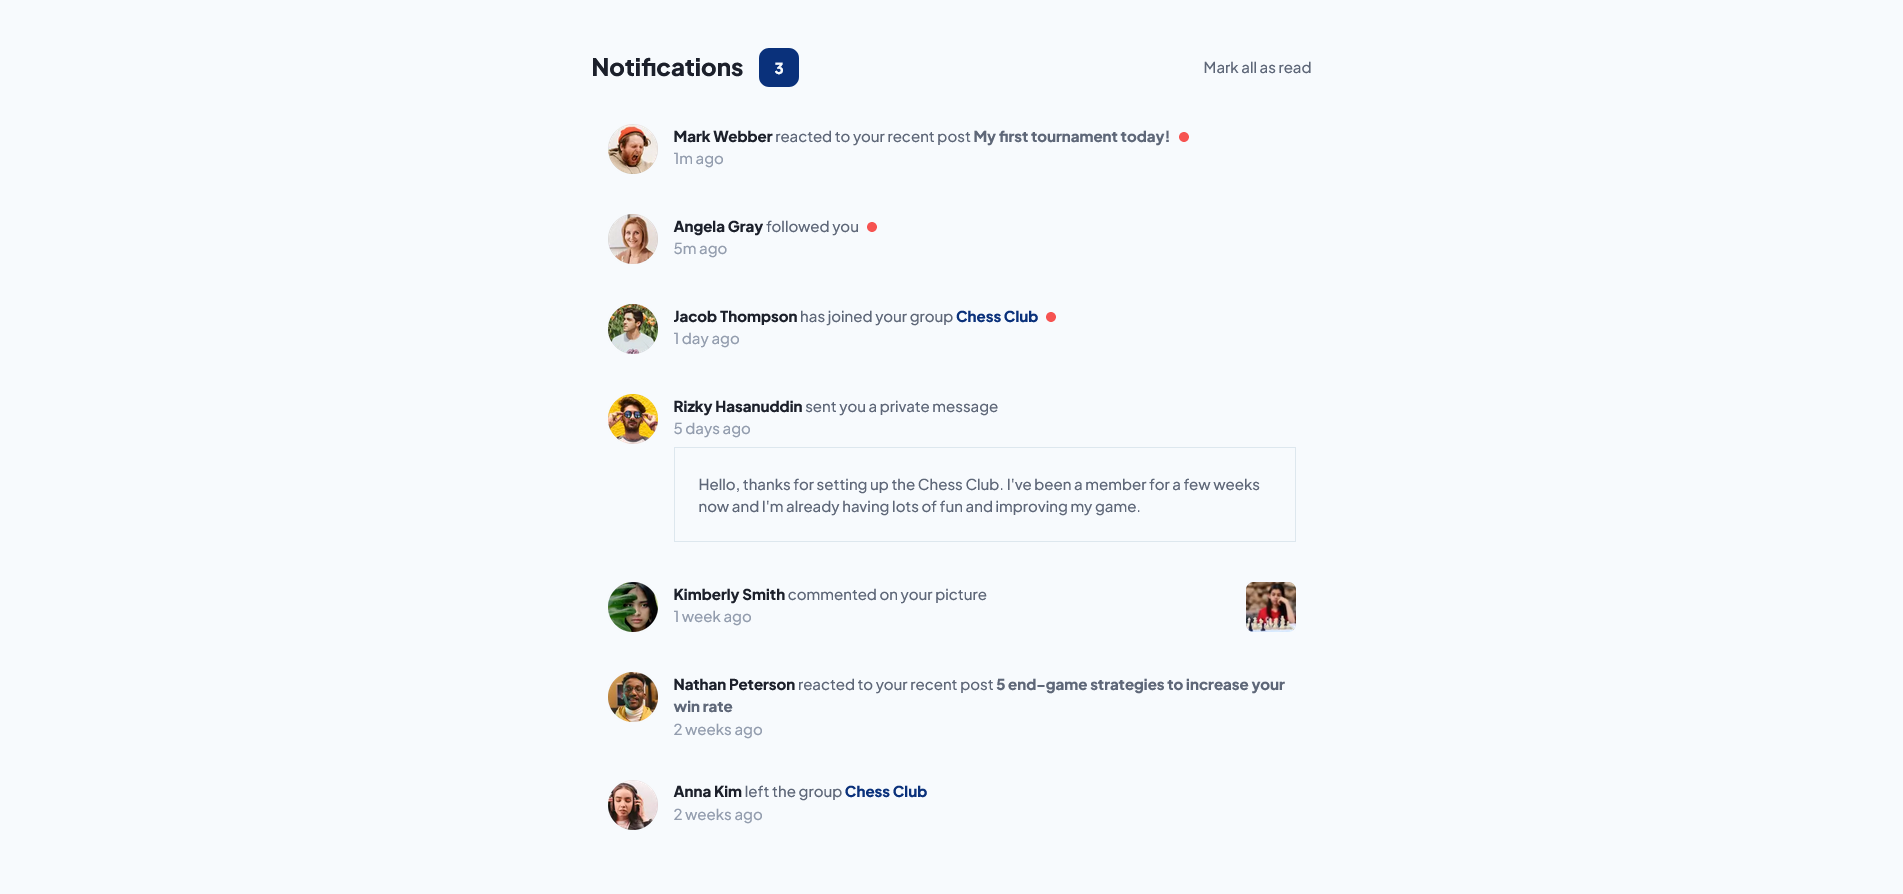 Notifications 3 Mark all as read
Mark Webber reacted to your recent post My first tournament today!
1m ago
Angela Gray followed you
5m ago
Jacob Thompson has joined your group Chess Club
1 day ago
Rizky Hasanuddin sent you a private message
5 days ago
Hello, thanks for setting up the Chess Club. I've been a member for a few weeks
now and I'm already having lots of fun and improving my game.
Kimberly Smith commented on your picture
1 week ago
Nathan Peterson reacted to your recent post 5 end-game strategies to increase your
win rate
2 weeks ago
Anna Kim left the group Chess Club
2 weeks ago